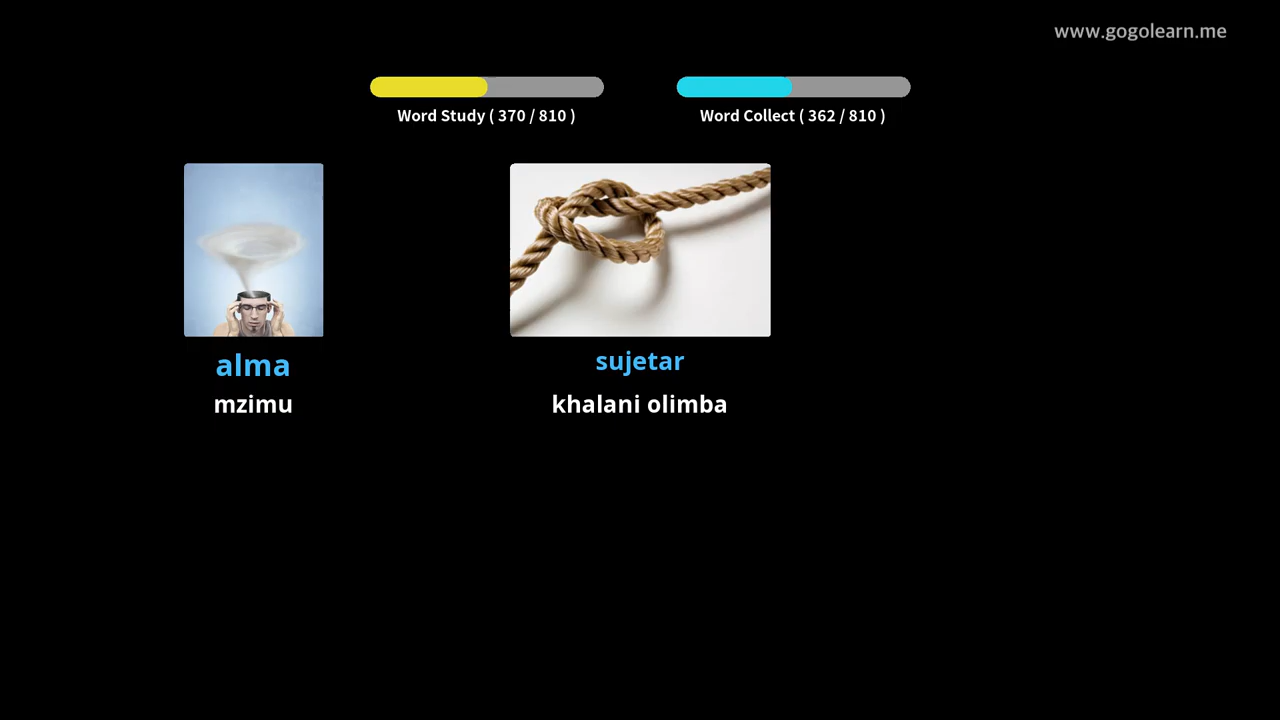 www.gogolearn.me
Word Study ( 370 / 810 )
Word Collect ( 362 / 810 )
alma
mzimu
sujetar
khalani olimba